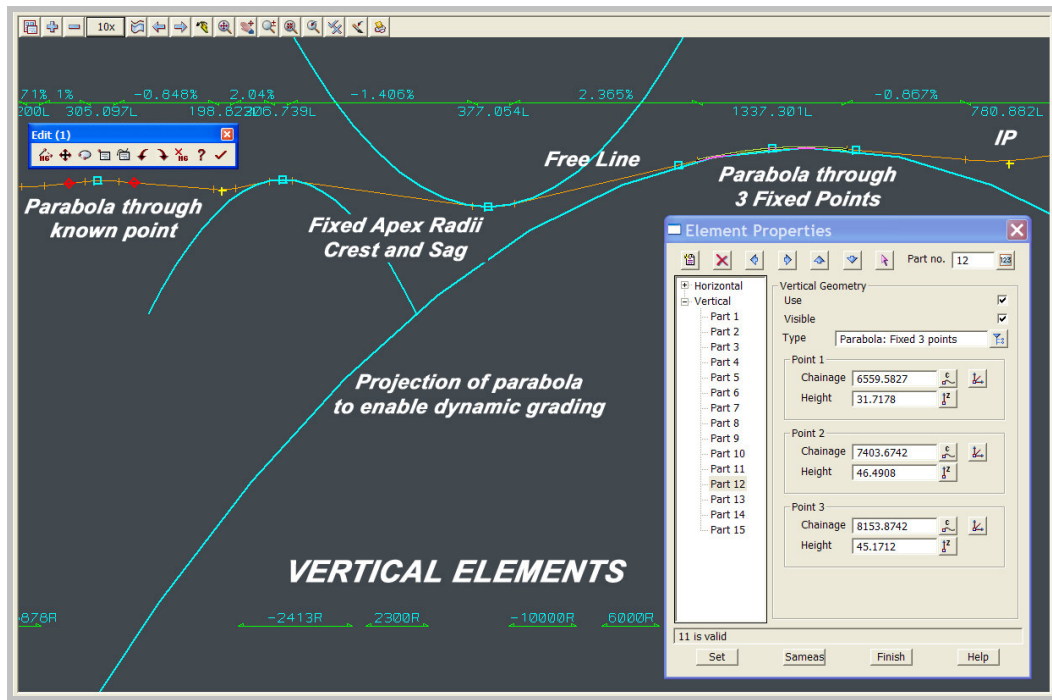 10x
71% 1% -0.848% 2.04% -1.406% 2.365% -0.667%
200L 305.097L 377.054L 1337.301L 780.882L
Edit (1)
HG HG ?
IP
Free Line
Parabola through
3 Fixed Points
Parabola through
known point
Fixed Apex Radii
Crest and Sag
Projection of parabola
to enable dynamic grading
VERTICAL ELEMENTS
-2413R 2300R -10000R 6000R
Element Properties
Part no. 12 123
Horizontal
Vertical
Part 1
Part 2
Part 3
Part 4
Part 5
Part 6
Part 7
Part 8
Part 9
Part 10
Part 11
Part 12
Part 13
Part 14
Part 15
Vertical Geometry
Use
Visible
Type Parabola: Fixed 3 points
Point 1
Chainage 6559.5827
Height 31.7178
Point 2
Chainage 7403.6742
Height 46.4908
Point 3
Chainage 8153.8742
Height 45.1712
11 is valid
Set Sameas Finish Help